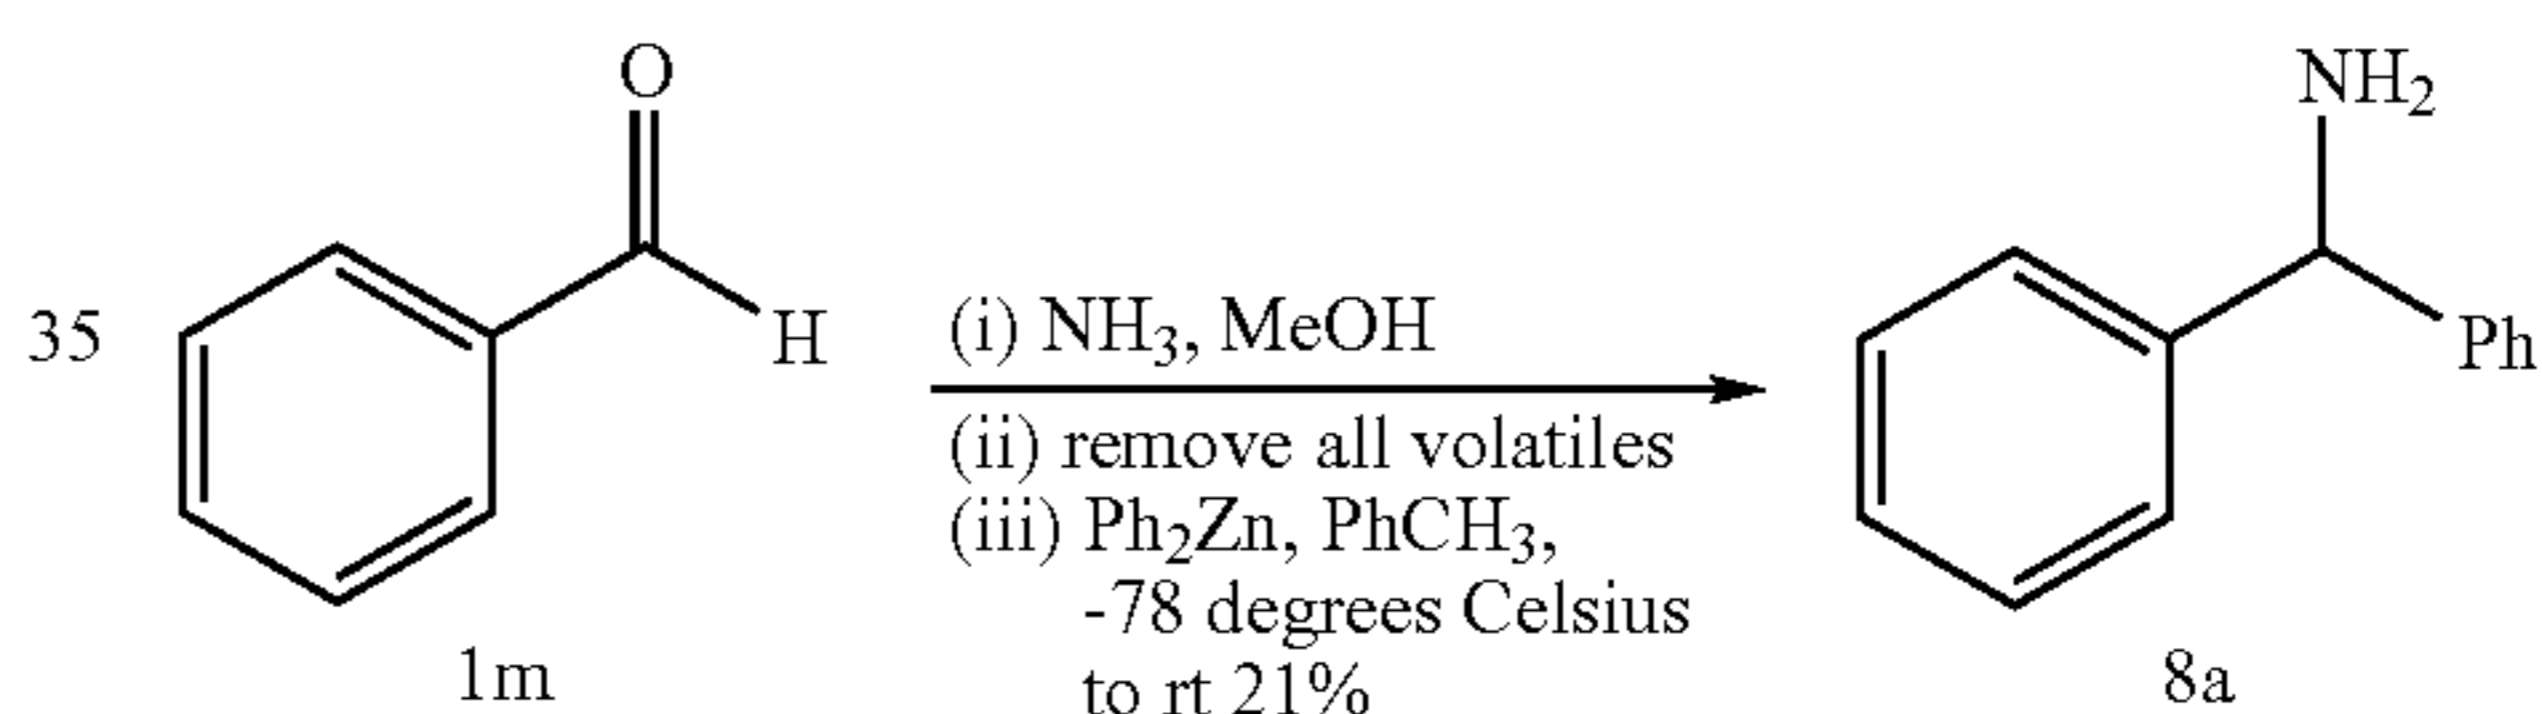 O
NH₂
35
H
(i) NH₃, MeOH
Ph
(ii) remove all volatiles
(iii) Ph₂Zn, PhCH₃,
-78 degrees Celsius
to rt 21%
1m
8a